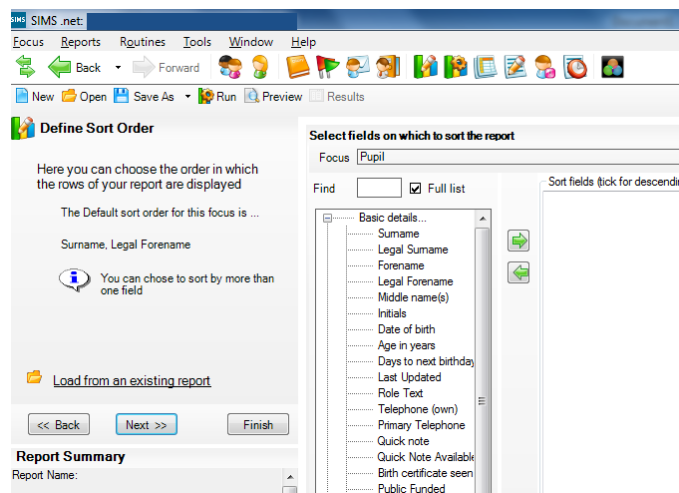 SIMS SIMS .net:
Focus Reports Routines Tools Window Help
Back Forward
New Open Save As Run Preview Results
Define Sort Order
Here you can choose the order in which
the rows of your report are displayed
The Default sort order for this focus is ...
Surname, Legal Forename
You can chose to sort by more than
one field
Load from an existing report
<< Back Next >> Finish
Report Summary
Report Name:
Select fields on which to sort the report
Focus Pupil
Find Full list
Sort fields (tick for descendin
Basic details...
Surname
Legal Surname
Forename
Legal Forename
Middle name(s)
Initials
Date of birth
Age in years
Days to next birthday
Last Updated
Role Text
Telephone (own)
Primary Telephone
Quick note
Quick Note Available
Birth certificate seen
Public Funded